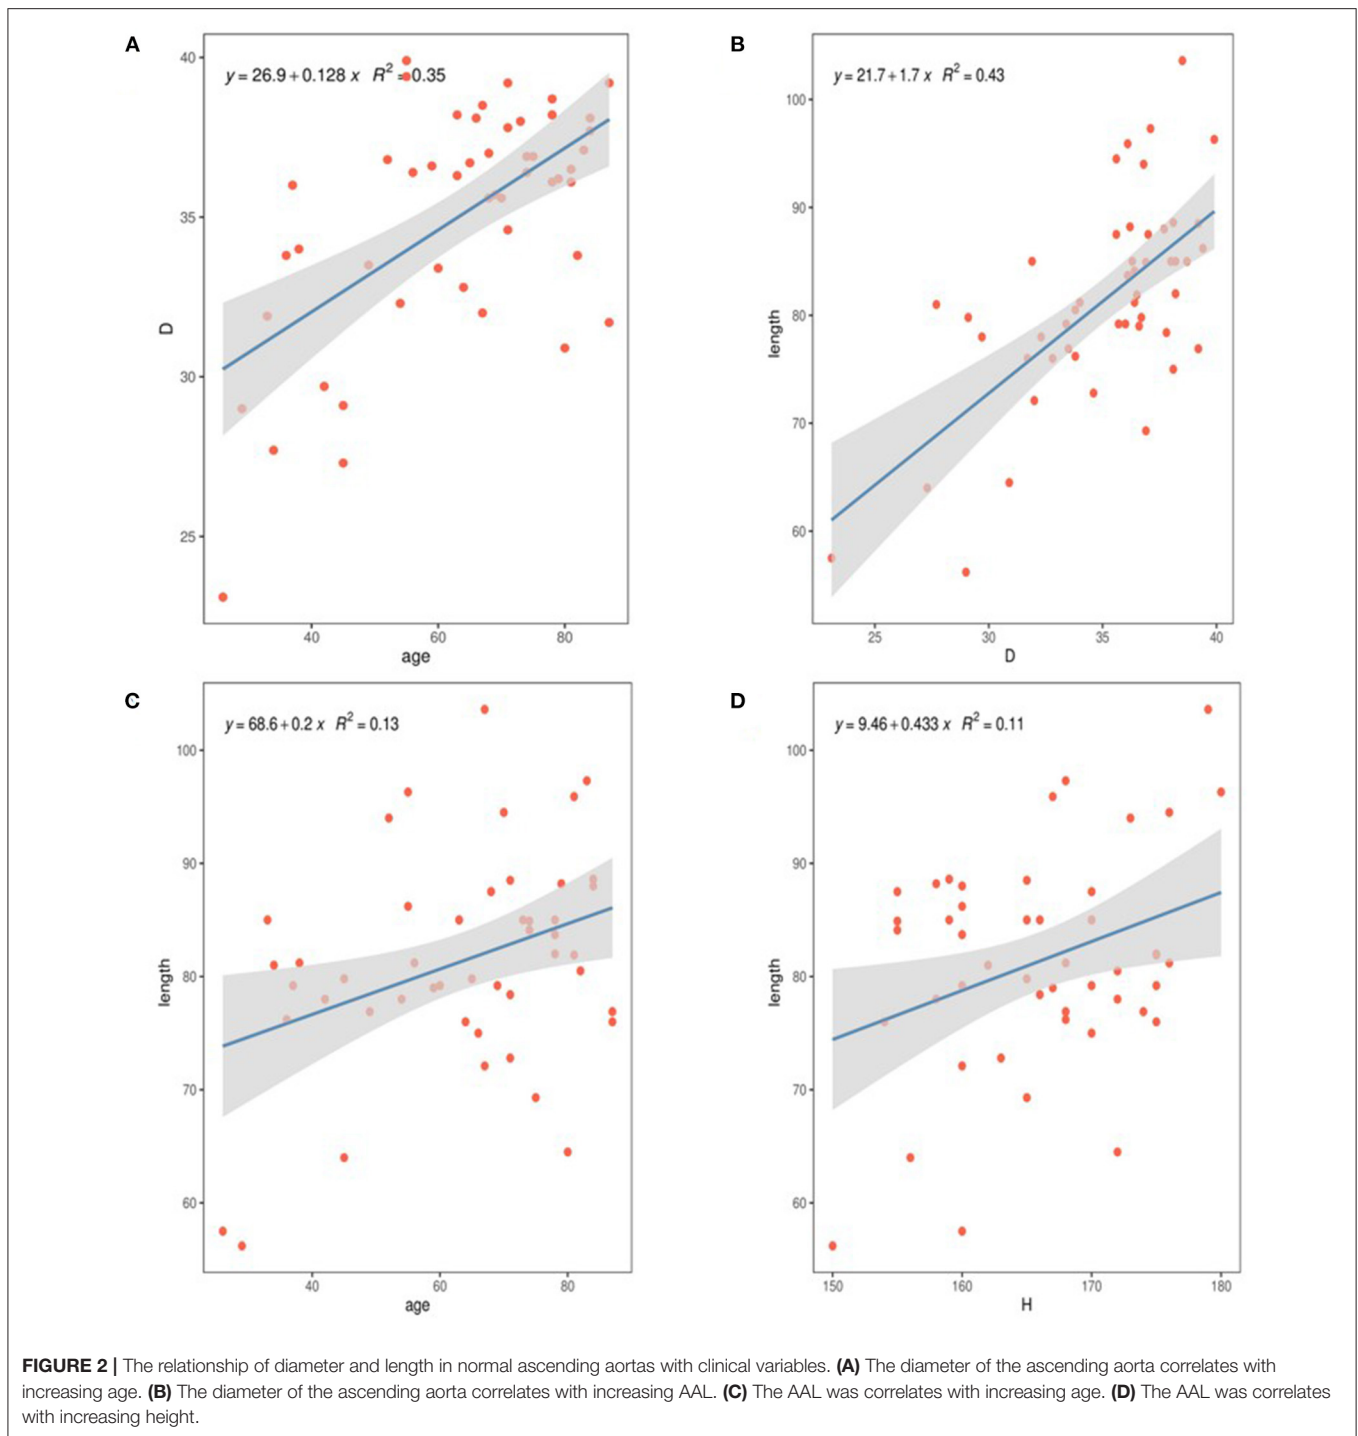 A
y = 26.9 + 0.128 x R² = 0.35
40
35
30
25
D
40 60 80
age
B
y = 21.7 + 1.7 x R² = 0.43
100
90
80
70
60
length
25 30 35 40
D
C
y = 68.6 + 0.2 x R² = 0.13
100
90
80
70
60
length
40 60 80
age
D
y = 9.46 + 0.433 x R² = 0.11
100
90
80
70
60
length
150 160 170 180
H
FIGURE 2 | The relationship of diameter and length in normal ascending aortas with clinical variables. (A) The diameter of the ascending aorta correlates with
increasing age. (B) The diameter of the ascending aorta correlates with increasing AAL. (C) The AAL was correlates with increasing age. (D) The AAL was correlates
with increasing height.